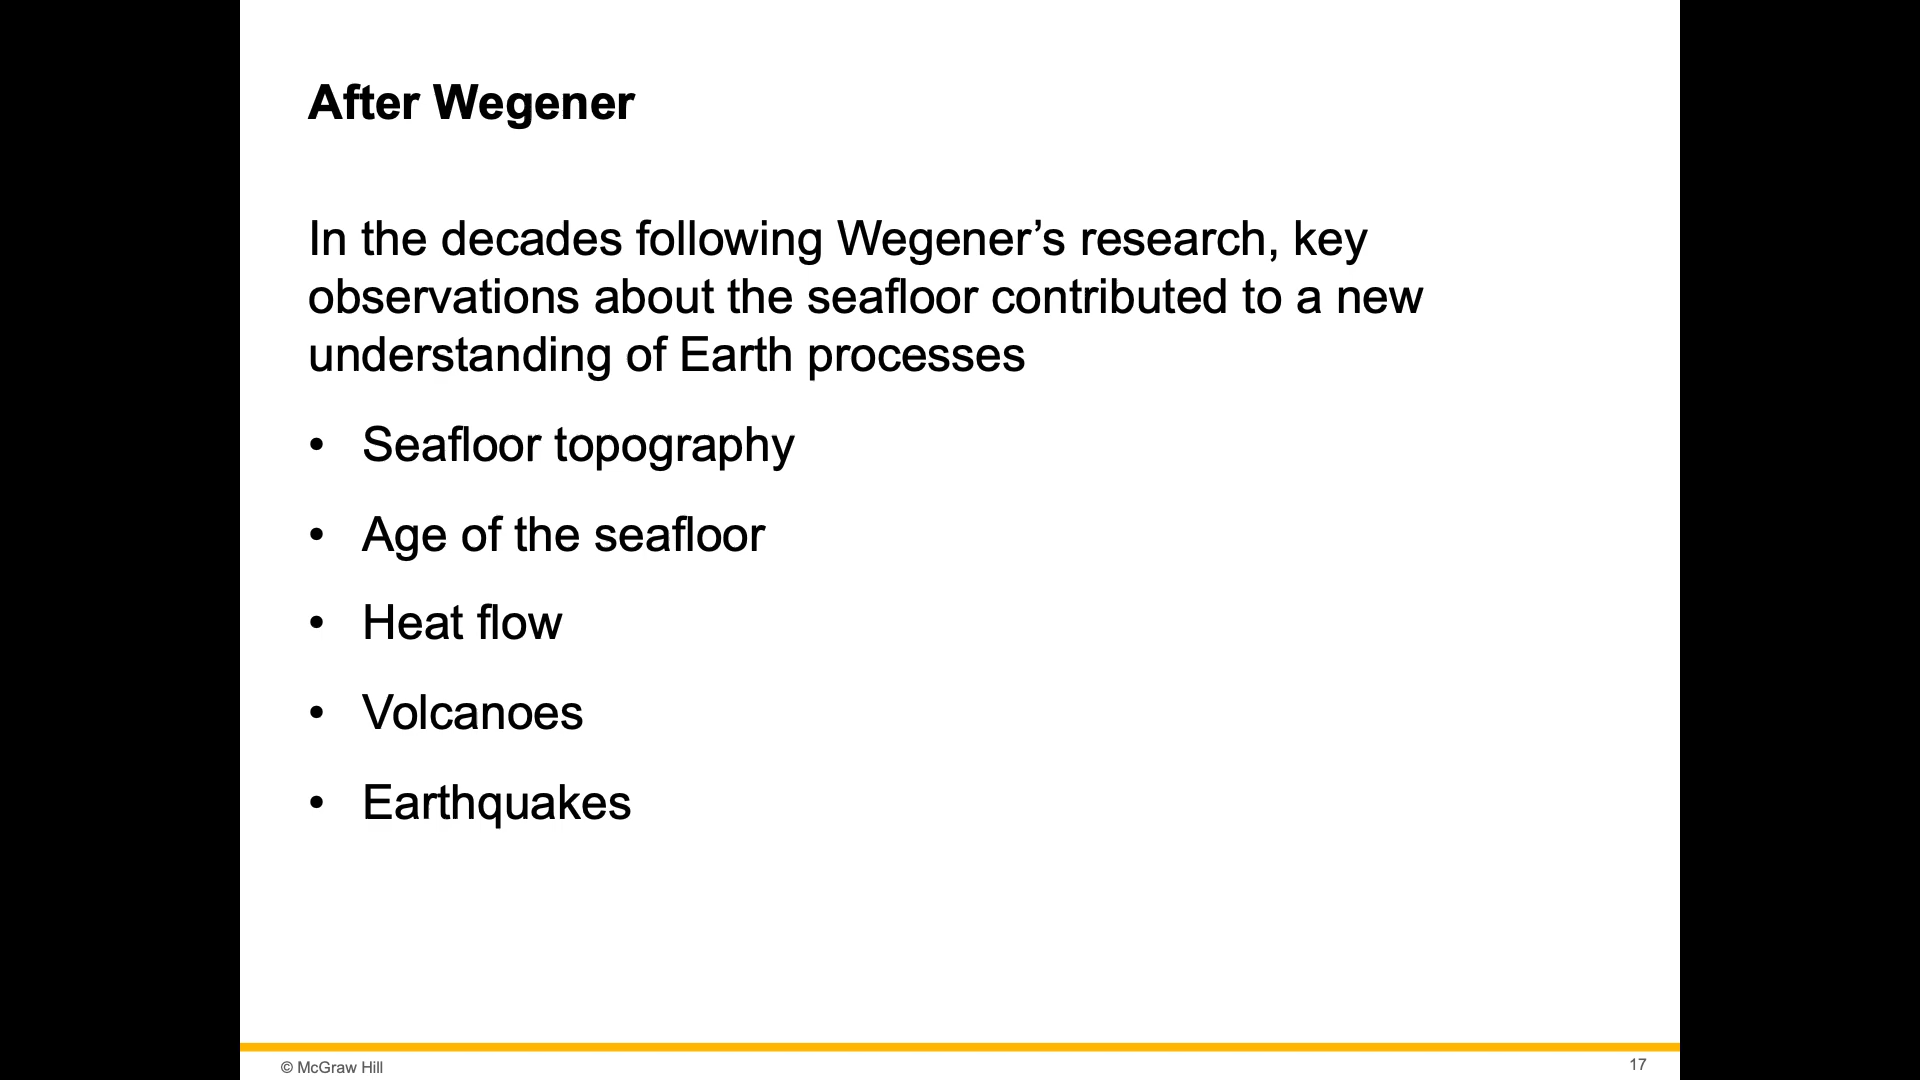 After Wegener
In the decades following Wegener’s research, key
observations about the seafloor contributed to a new
understanding of Earth processes
• Seafloor topography
• Age of the seafloor
• Heat flow
• Volcanoes
• Earthquakes
© McGraw Hill
17